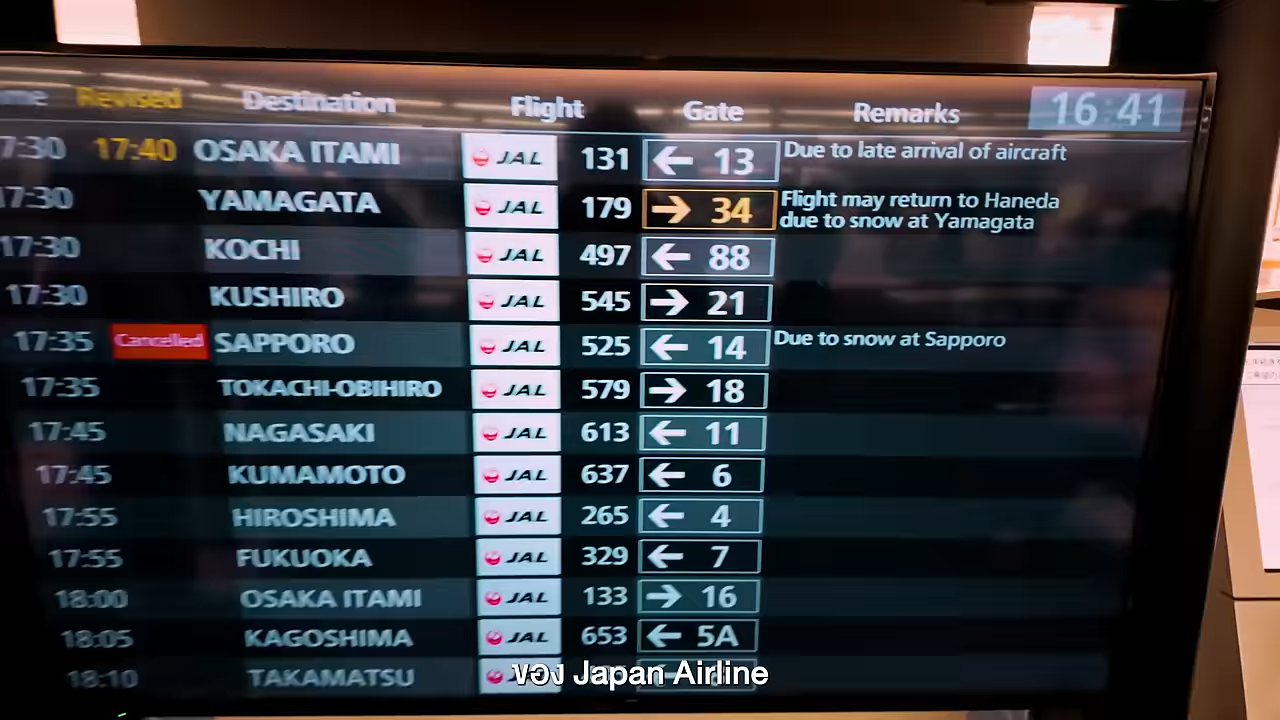 Revised Destination Flight Gate Remarks 16:41
7:30 17:40 OSAKA ITAMI JAL 131 ← 13 Due to late arrival of aircraft
17:30 YAMAGATA JAL 179 → 34 Flight may return to Haneda
due to snow at Yamagata
17:30 KOCHI JAL 497 ← 88
17:30 KUSHIRO JAL 545 → 21
17:35 Cancelled SAPPORO JAL 525 ← 14 Due to snow at Sapporo
17:35 TOKACHI-OBIHIRO JAL 579 → 18
17:45 NAGASAKI JAL 613 ← 11
17:45 KUMAMOTO JAL 637 ← 6
17:55 HIROSHIMA JAL 265 ← 4
17:55 FUKUOKA JAL 329 ← 7
18:00 OSAKA ITAMI JAL 133 → 16
18:05 KAGOSHIMA JAL 653 ← 5A
18:10 TAKAMATSU
ของ Japan Airline